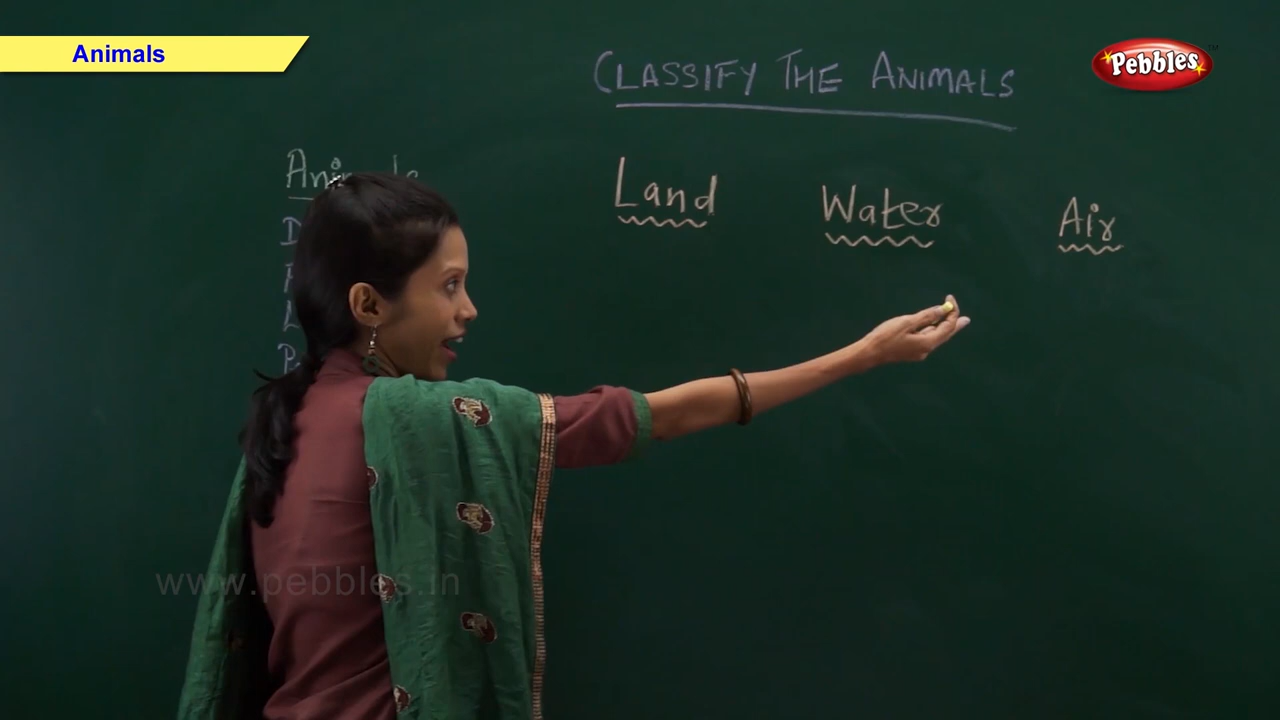 Animals
Pebbles
CLASSIFY THE ANIMALS
Land Water Air
www.pebbles.in